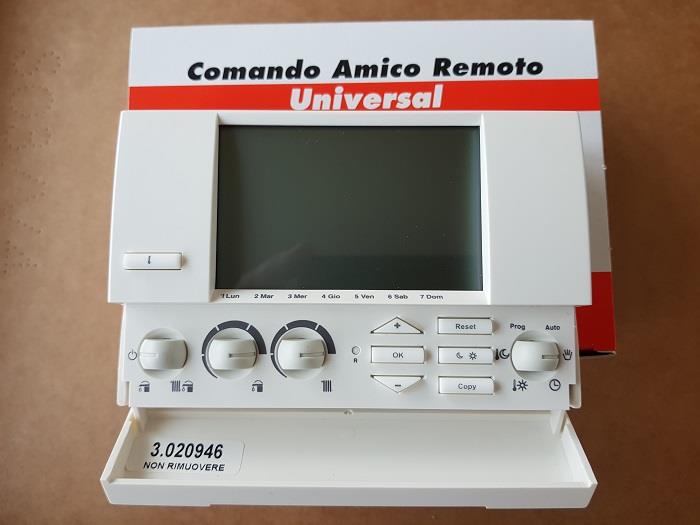 Comando Amico Remoto
Universal
1 Lun 2 Mar 3 Mer 4 Gio 5 Ven 6 Sab 7 Dom
+ Reset Prog Auto
R OK
- Copy
3.020946
NON RIMUOVERE